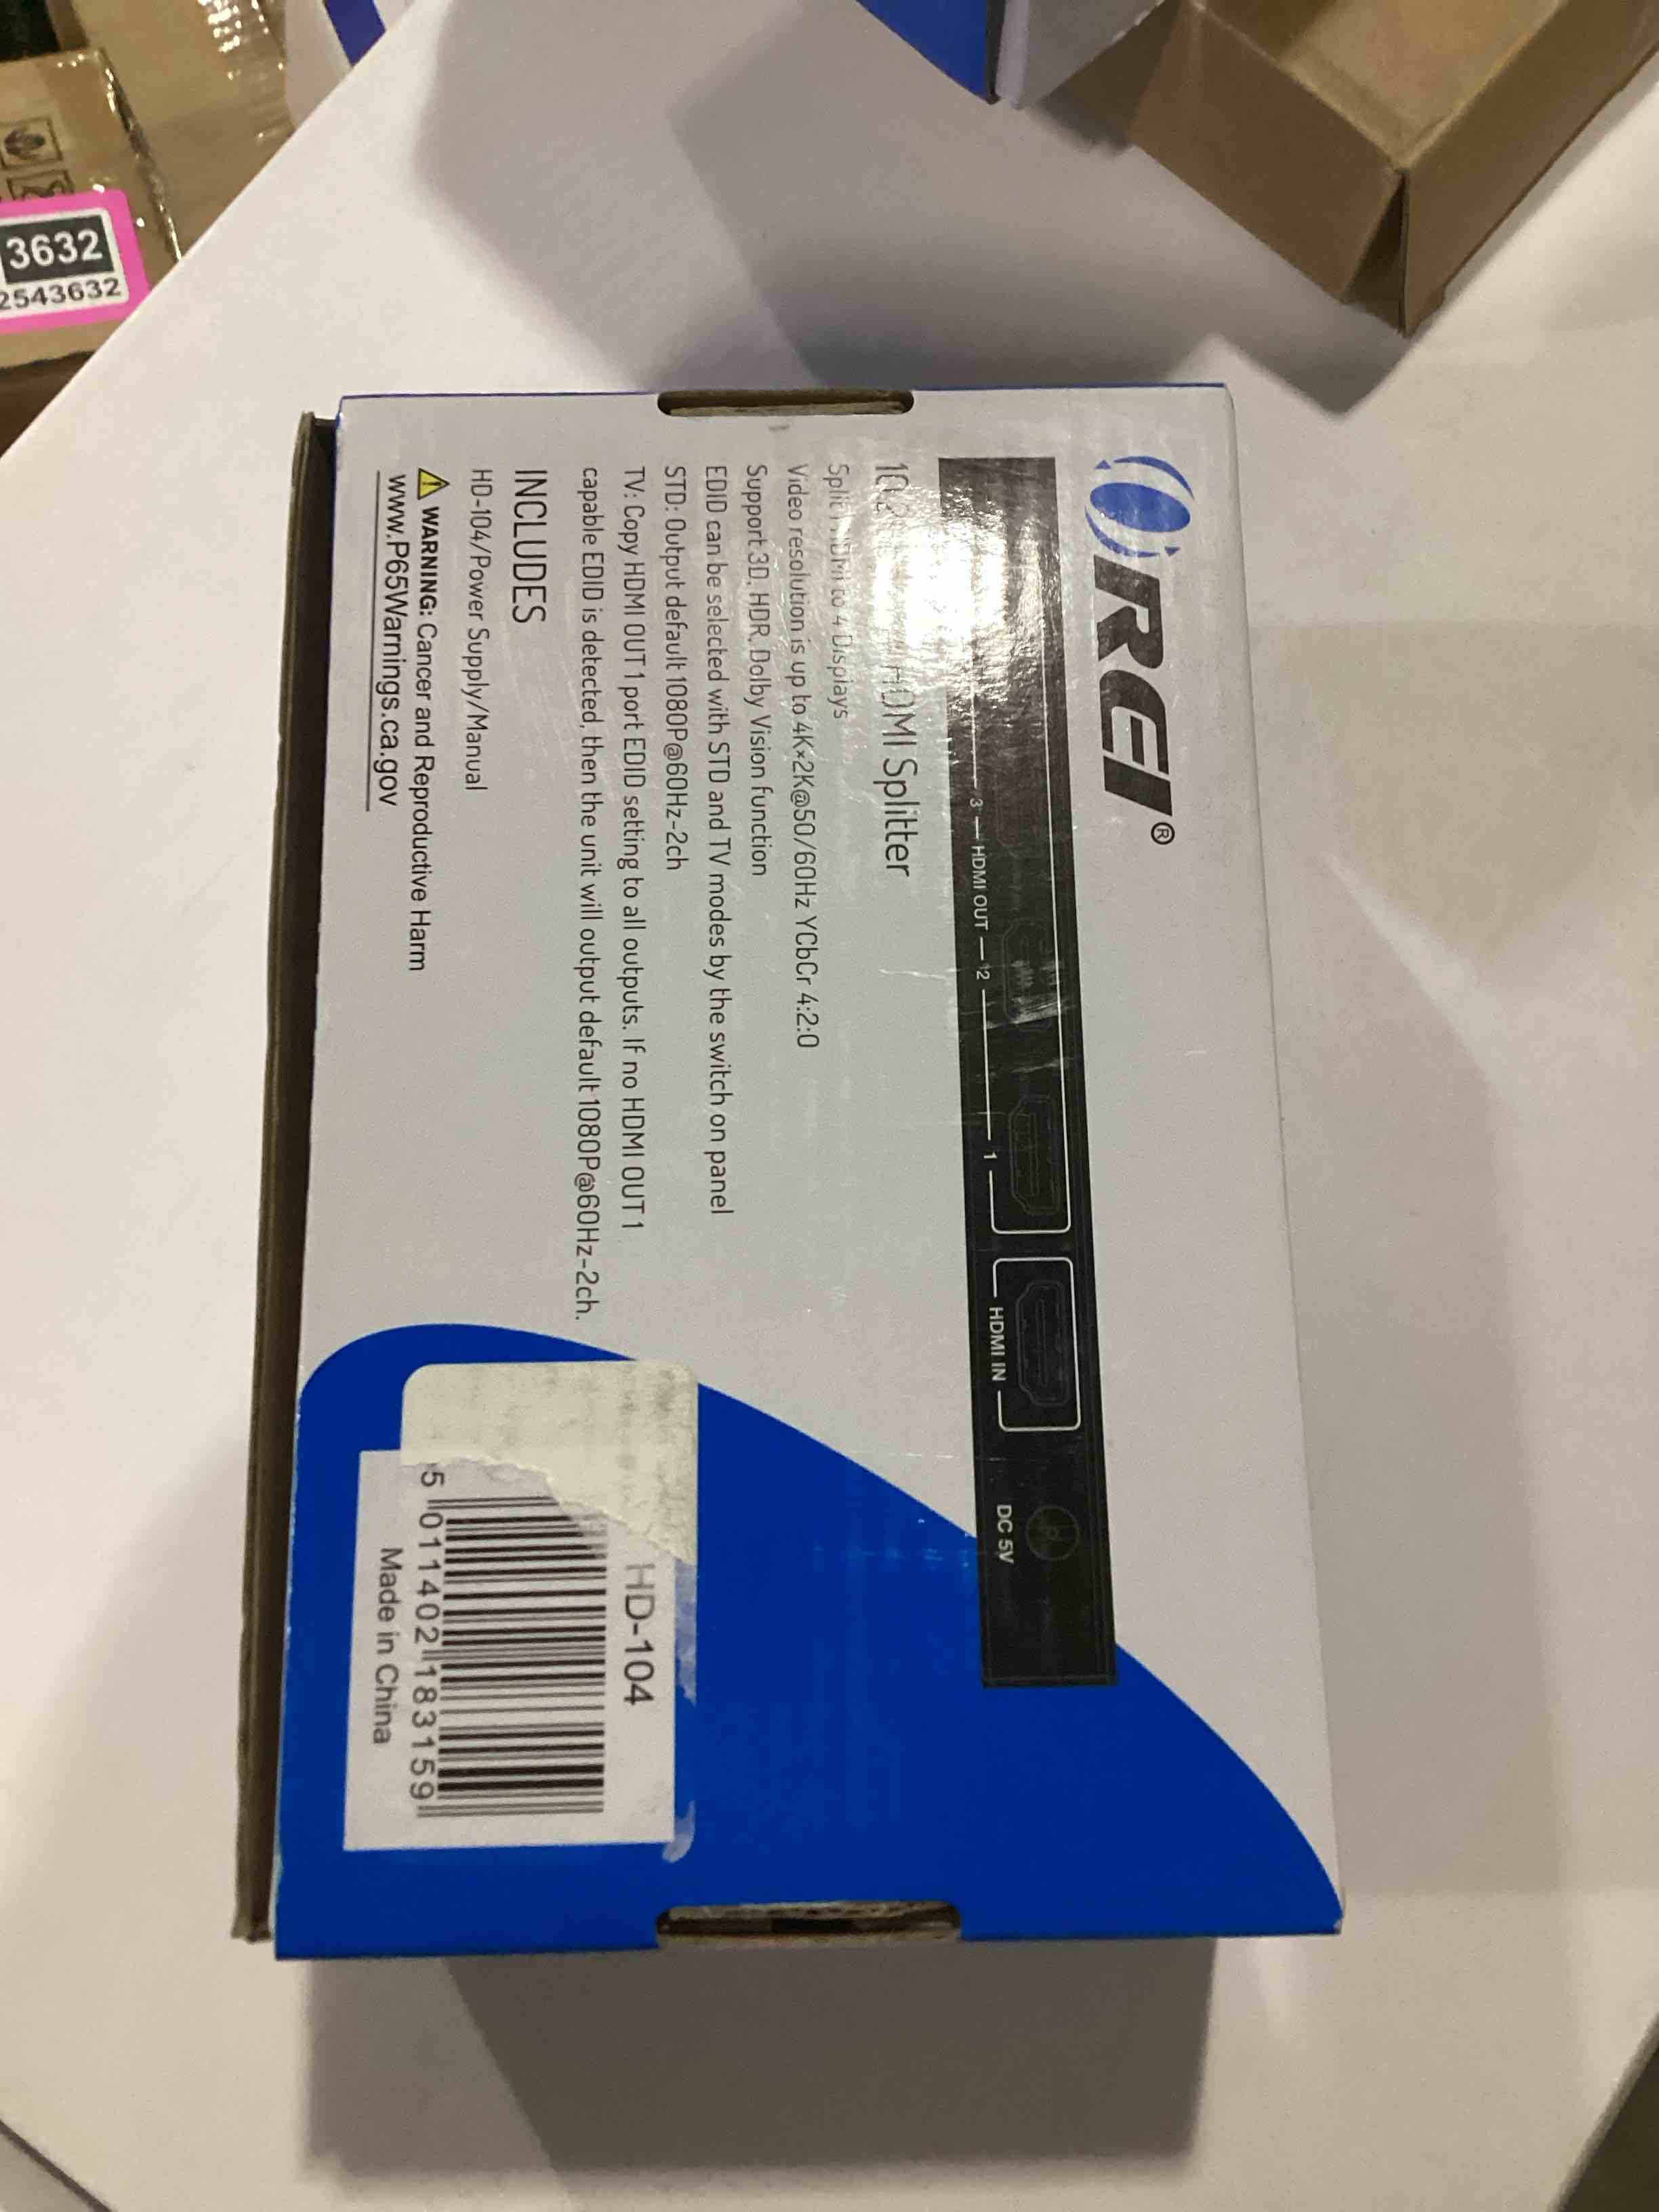 OREI®
3 HDMI OUT 2 1 HDMI IN DC 5V
HDMI Splitter
Split HDMI to 4 Displays
Video resolution is up to 4K×2K@50/60Hz YCbCr 4:2:0
Support 3D, HDR, Dolby Vision function
EDID can be selected with STD and TV modes by the switch on panel
STD: Output default 1080P@60Hz-2ch
TV: Copy HDMI OUT 1 port EDID setting to all outputs. If no HDMI OUT 1
capable EDID is detected, then the unit will output default 1080P@60Hz-2ch.
INCLUDES
HD-104/Power Supply/Manual
WARNING: Cancer and Reproductive Harm
www.P65Warnings.ca.gov
HD-104
5 011402 183159
Made in China
3632
2543632